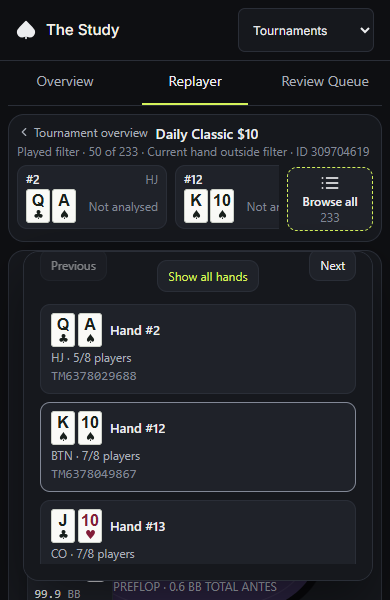 The Study
Tournaments
Overview
Replayer
Review Queue
Tournament overview Daily Classic $10
Played filter · 50 of 233 · Current hand outside filter · ID 309704619
#2 HJ
Q♣ A♠ Not analysed
#12
K♠ 10♠ Not ar
Browse all
233
Previous
Show all hands
Next
Q♣ A♠ Hand #2
HJ · 5/8 players
TM6378029688
K♠ 10♠ Hand #12
BTN · 7/8 players
TM6378049867
J♣ 10♥ Hand #13
CO · 7/8 players
PREFLOP · 0.6 BB TOTAL ANTES
99.9 BB